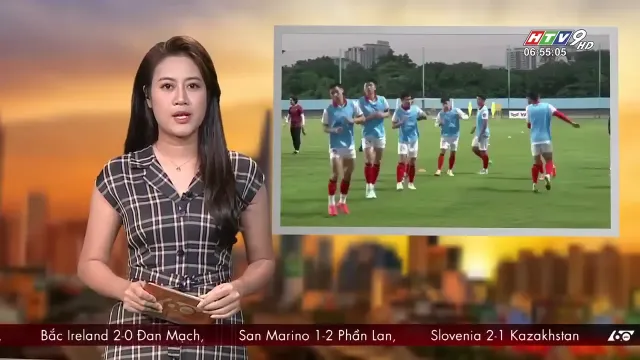 HTV9 HD
06:55:05
Bắc Ireland 2-0 Đan Mạch, San Marino 1-2 Phần Lan, Slovenia 2-1 Kazakhstan